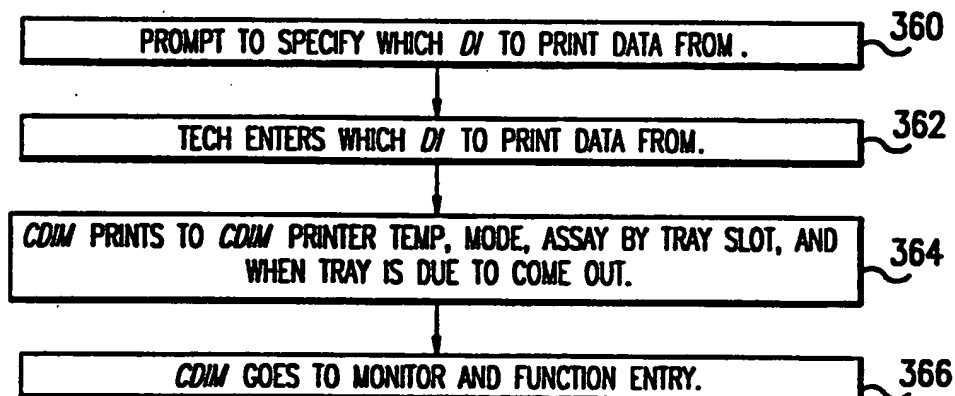 PROMPT TO SPECIFY WHICH DI TO PRINT DATA FROM.
360
TECH ENTERS WHICH DI TO PRINT DATA FROM.
362
CDIM PRINTS TO CDIM PRINTER TEMP, MODE, ASSAY BY TRAY SLOT, AND
WHEN TRAY IS DUE TO COME OUT.
364
CDIM GOES TO MONITOR AND FUNCTION ENTRY.
366